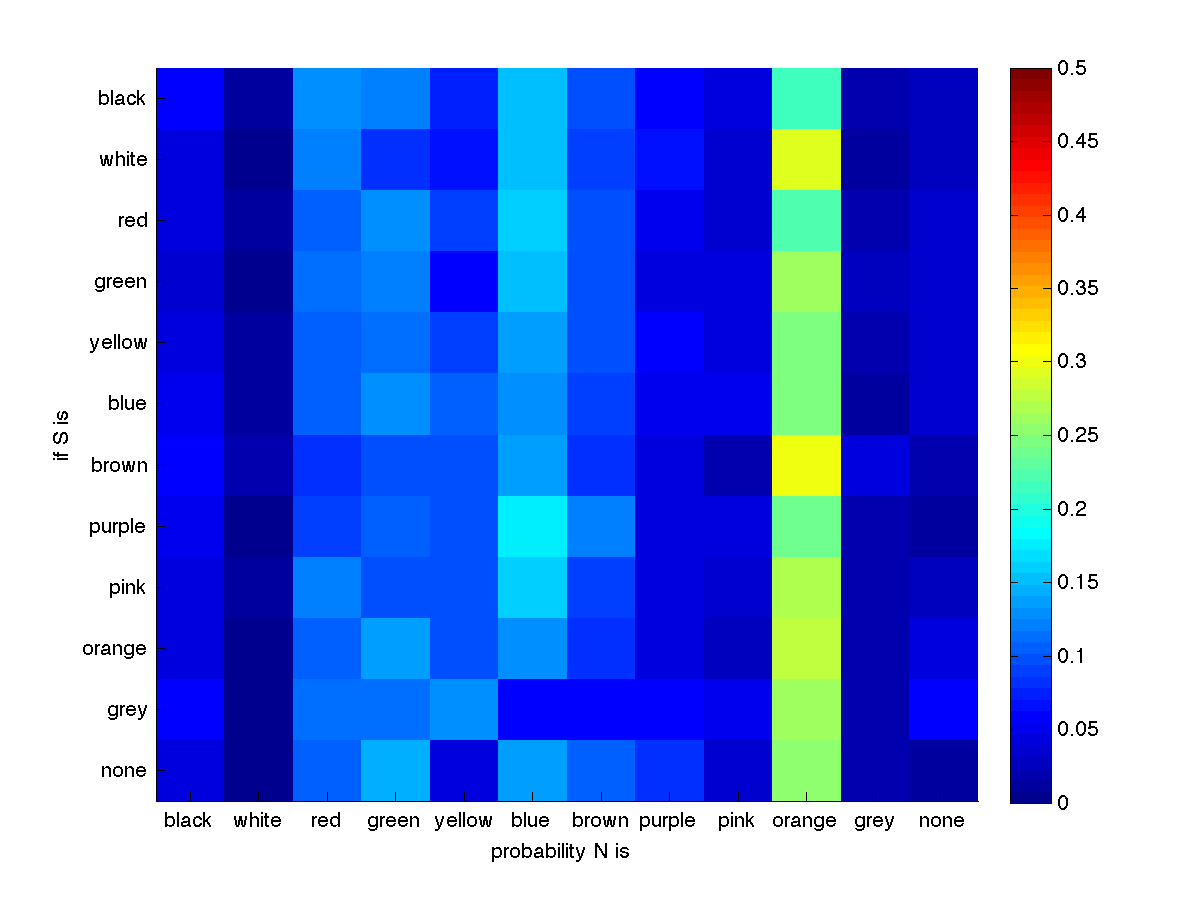 black
white
red
green
yellow
blue
brown
purple
pink
orange
grey
none
if S is
black white red green yellow blue brown purple pink orange grey none
probability N is
0.5
0.45
0.4
0.35
0.3
0.25
0.2
0.15
0.1
0.05
0